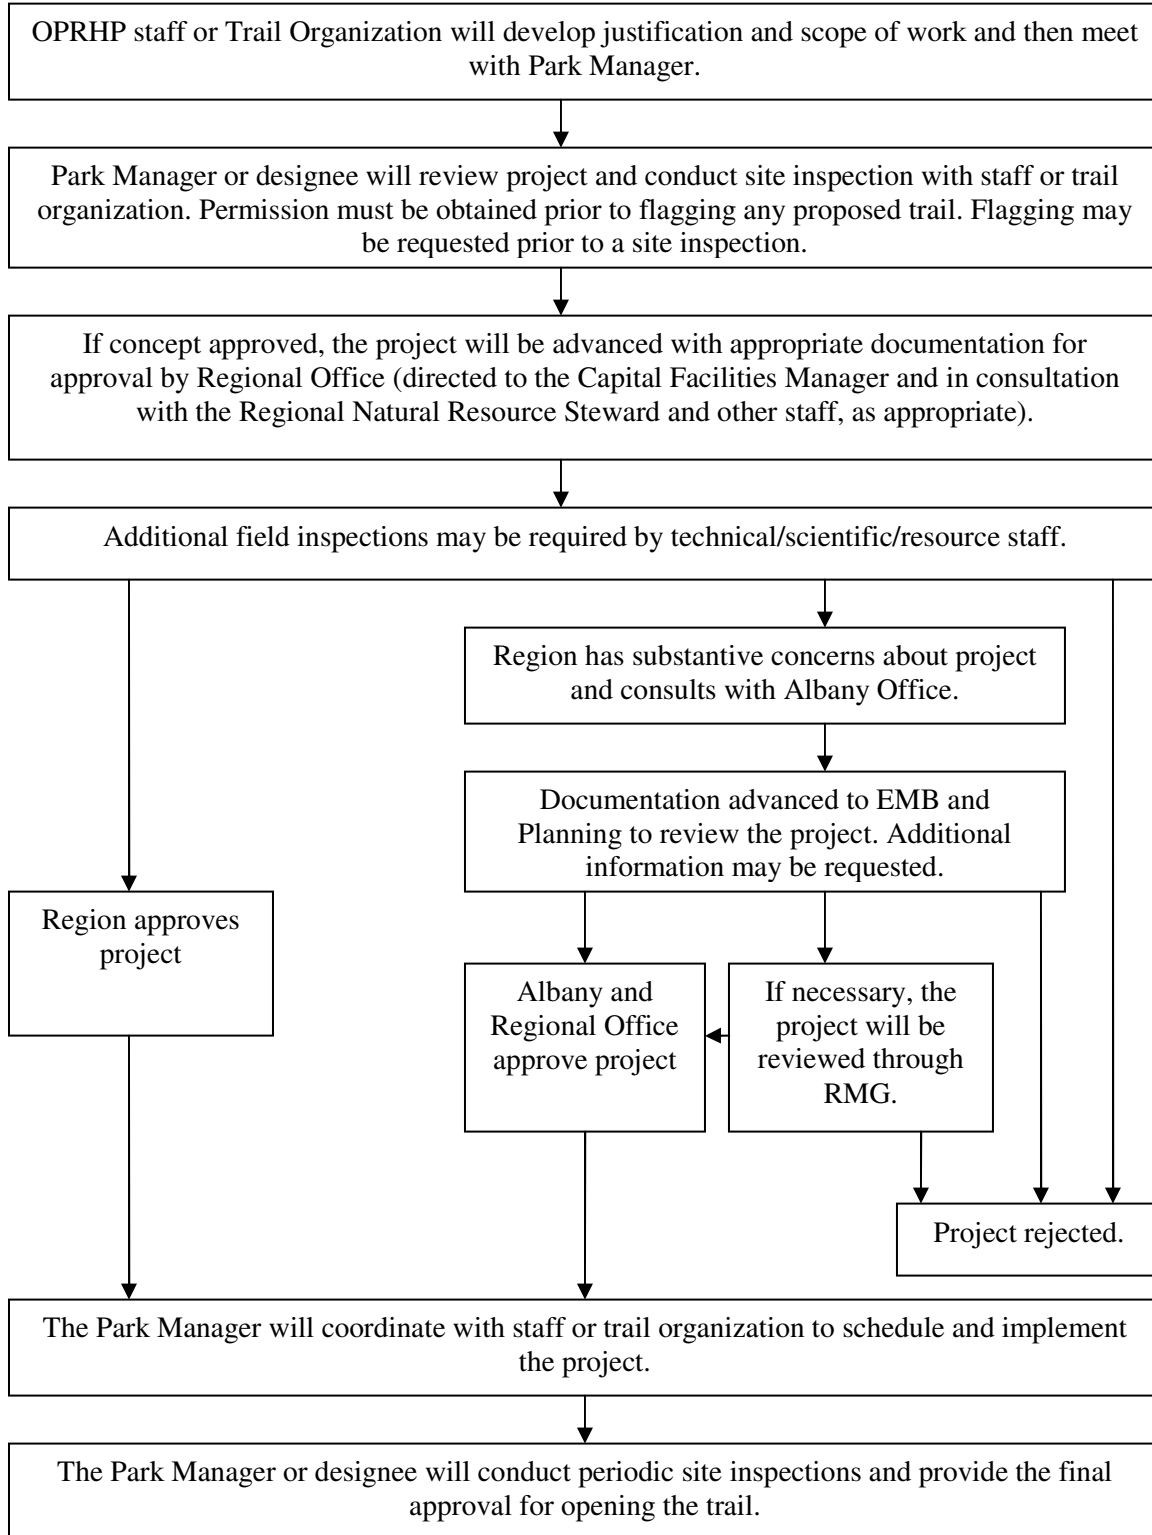 OPRHP staff or Trail Organization will develop justification and scope of work and then meet
with Park Manager.
Park Manager or designee will review project and conduct site inspection with staff or trail
organization. Permission must be obtained prior to flagging any proposed trail. Flagging may
be requested prior to a site inspection.
If concept approved, the project will be advanced with appropriate documentation for
approval by Regional Office (directed to the Capital Facilities Manager and in consultation
with the Regional Natural Resource Steward and other staff, as appropriate).
Additional field inspections may be required by technical/scientific/resource staff.
Region has substantive concerns about project
and consults with Albany Office.
Documentation advanced to EMB and
Planning to review the project. Additional
information may be requested.
Region approves
project
Albany and
Regional Office
approve project
If necessary, the
project will be
reviewed through
RMG.
Project rejected.
The Park Manager will coordinate with staff or trail organization to schedule and implement
the project.
The Park Manager or designee will conduct periodic site inspections and provide the final
approval for opening the trail.